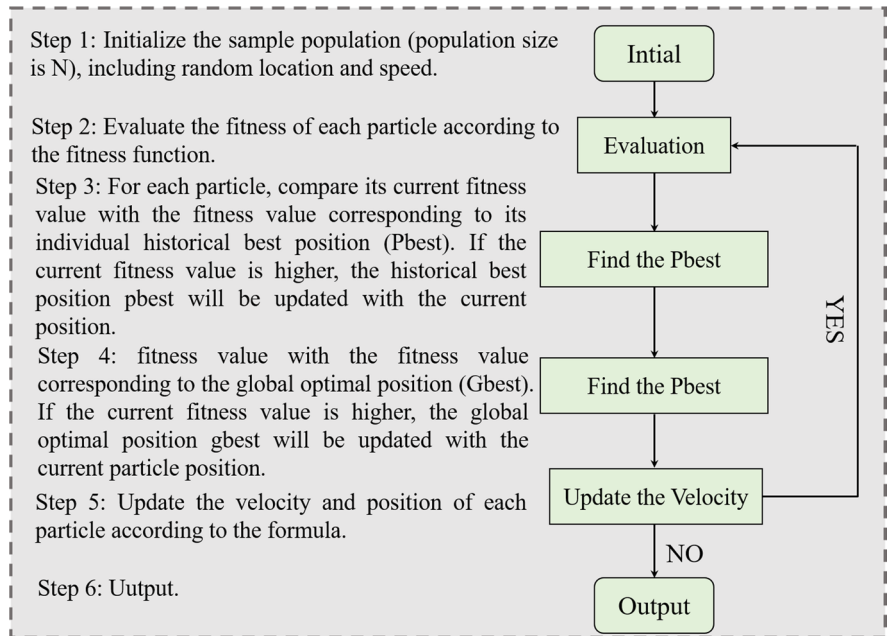 Step 1: Initialize the sample population (population size
is N), including random location and speed.
Step 2: Evaluate the fitness of each particle according to
the fitness function.
Step 3: For each particle, compare its current fitness
value with the fitness value corresponding to its
individual historical best position (Pbest). If the
current fitness value is higher, the historical best
position pbest will be updated with the current
position.
Step 4: fitness value with the fitness value
corresponding to the global optimal position (Gbest).
If the current fitness value is higher, the global
optimal position gbest will be updated with the
current particle position.
Step 5: Update the velocity and position of each
particle according to the formula.
Step 6: Uutput.
Intial
Evaluation
Find the Pbest
Find the Pbest
Update the Velocity
YES
NO
Output